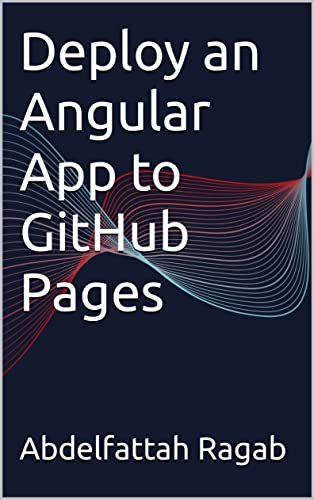 Deploy an
Angular
App to
GitHub
Pages
Abdelfattah Ragab